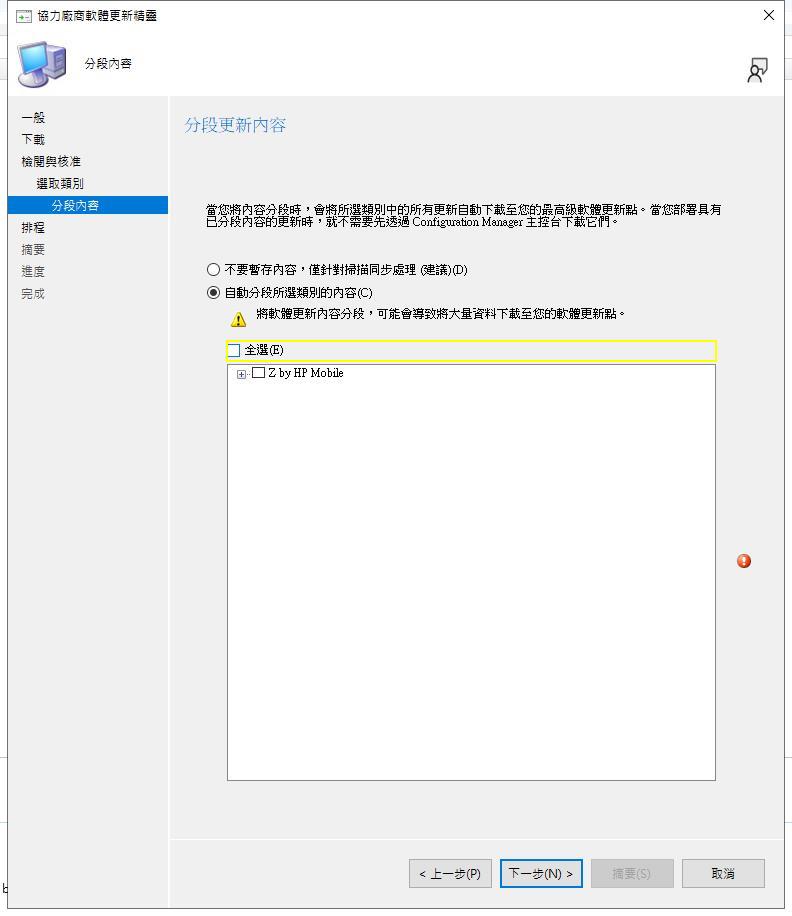 協力廠商軟體更新精靈
分段內容
一般
下載
檢閱與核准
選取類別
分段內容
排程
摘要
進度
完成
分段更新內容
當您將內容分段時，會將所選類別中的所有更新自動下載至您的最高級軟體更新點。當您部署具有
已分段內容的更新時，就不需要先透過 Configuration Manager 主控台下載它們。
不要暫存內容，僅針對掃描同步處理 (建議)(D)
自動分段所選類別的內容(C)
將軟體更新內容分段，可能會導致將大量資料下載至您的軟體更新點。
全選(E)
Z by HP Mobile
< 上一步(P)
下一步(N) >
摘要(S)
取消